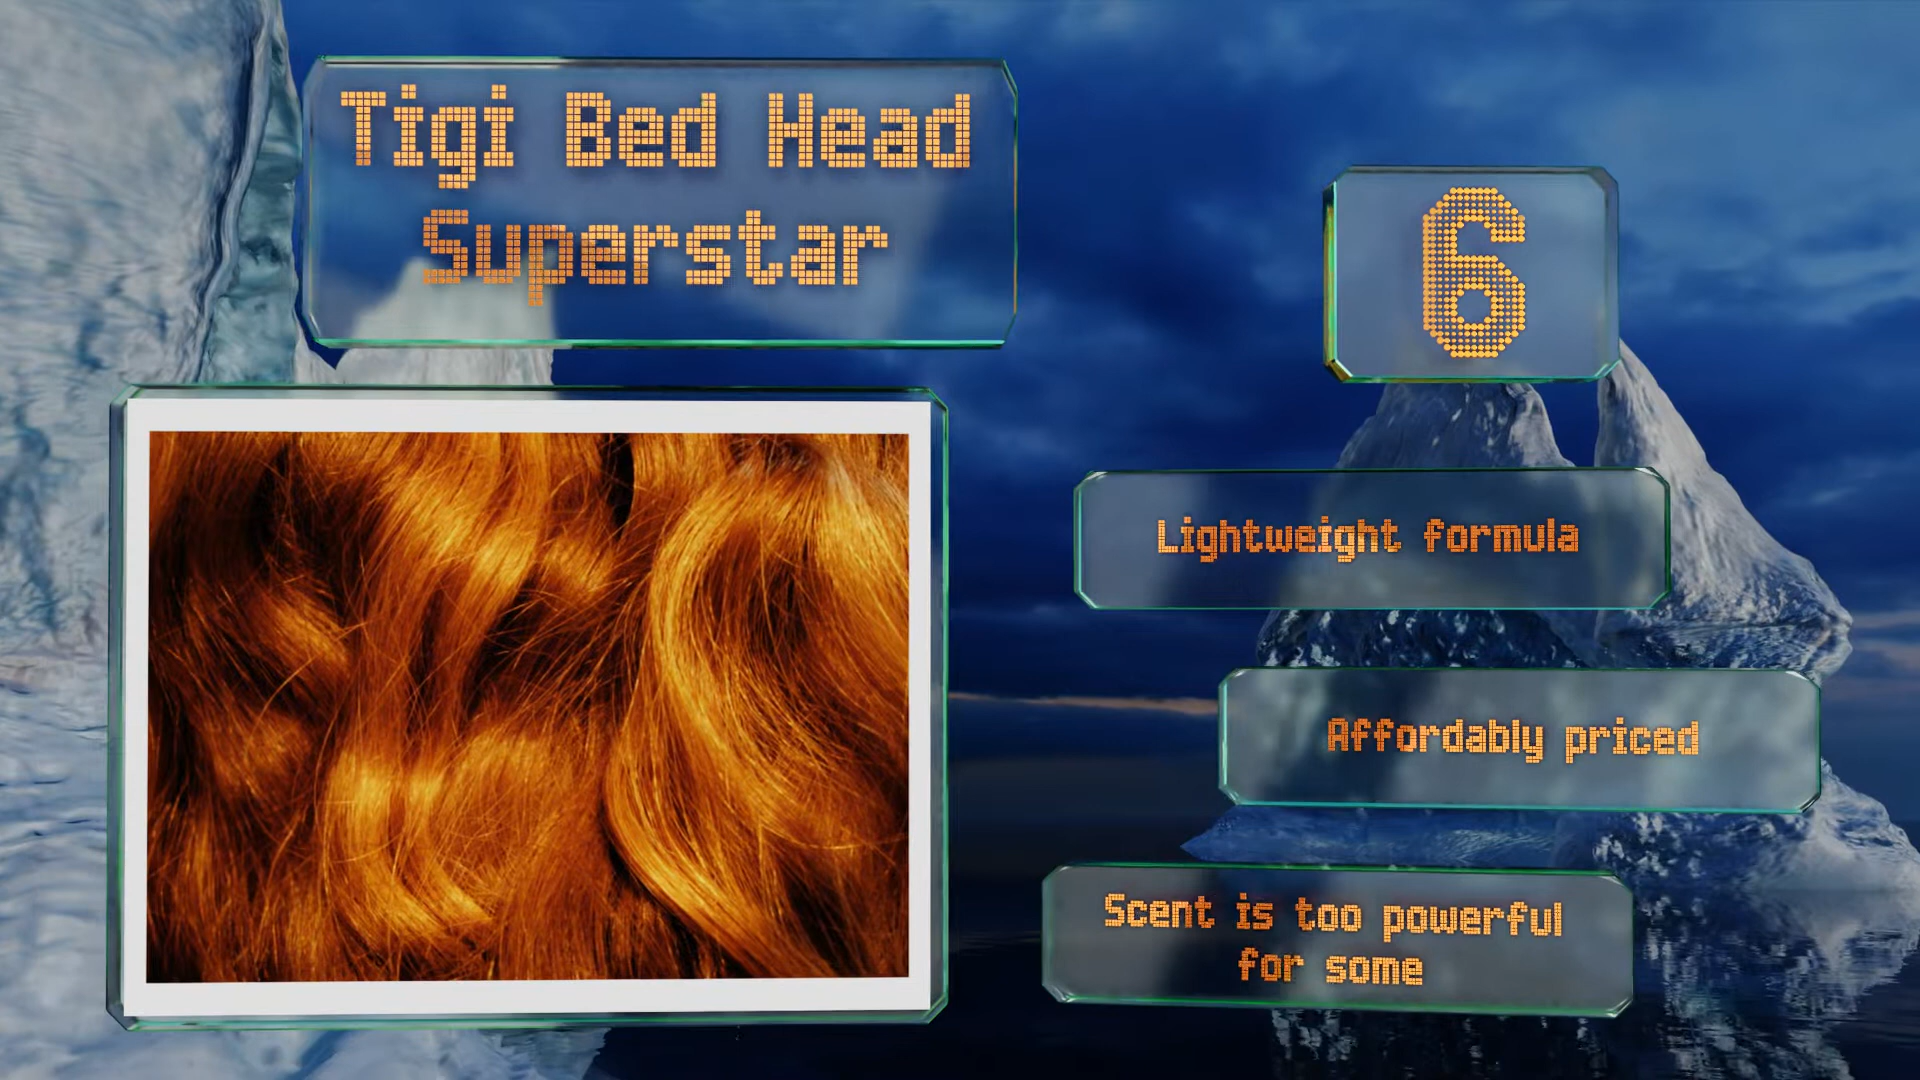 Tigi Bed Head
Superstar
6
Lightweight formula
Affordably priced
Scent is too powerful
for some